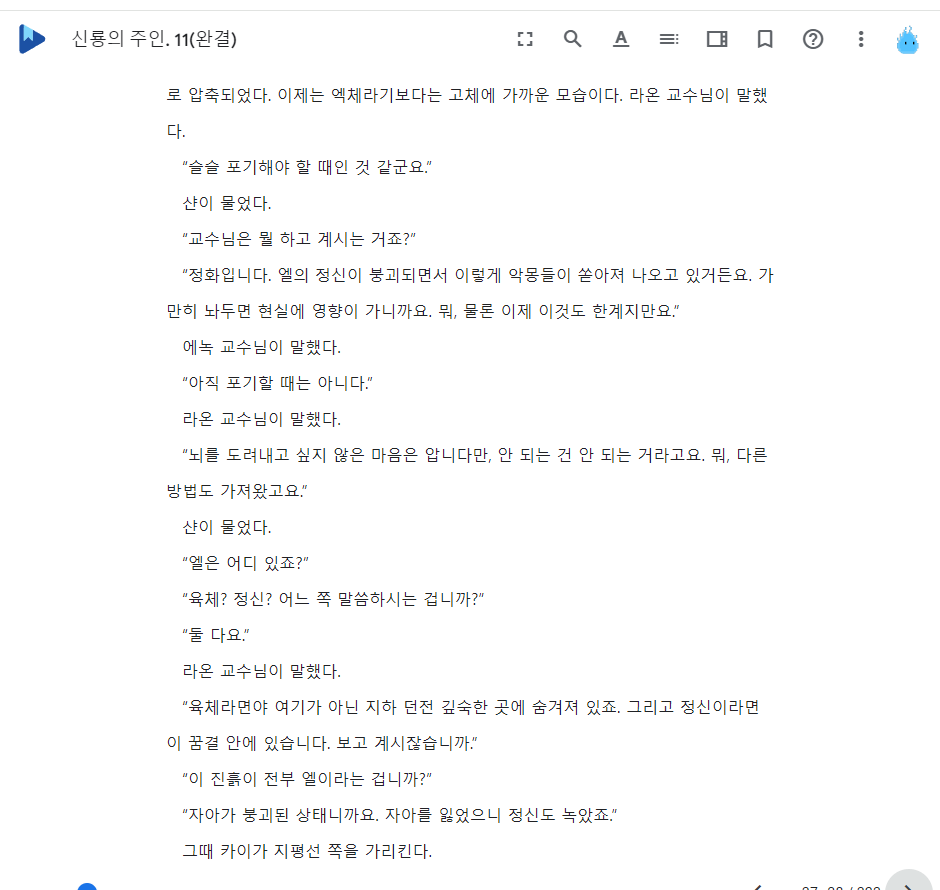 신룡의 주인. 11(완결)
로 압축되었다. 이제는 엑체라기보다는 고체에 가까운 모습이다. 라온 교수님이 말했
다.
“슬슬 포기해야 할 때인 것 같군요.”
샨이 물었다.
“교수님은 뭘 하고 계시는 거죠?”
“정화입니다. 엘의 정신이 붕괴되면서 이렇게 악몽들이 쏟아져 나오고 있거든요. 가
만히 놔두면 현실에 영향이 가니까요. 뭐, 물론 이제 이것도 한계지만요.”
에녹 교수님이 말했다.
“아직 포기할 때는 아니다.”
라온 교수님이 말했다.
“뇌를 도려내고 싶지 않은 마음은 압니다만, 안 되는 건 안 되는 거라고요. 뭐, 다른
방법도 가져왔고요.”
샨이 물었다.
“엘은 어디 있죠?”
“육체? 정신? 어느 쪽 말씀하시는 겁니까?”
“둘 다요.”
라온 교수님이 말했다.
“육체라면야 여기가 아닌 지하 던전 깊숙한 곳에 숨겨져 있죠. 그리고 정신이라면
이 꿈결 안에 있습니다. 보고 계시잖습니까.”
“이 진흙이 전부 엘이라는 겁니까?”
“자아가 붕괴된 상태니까요. 자아를 잃었으니 정신도 녹았죠.”
그때 카이가 지평선 쪽을 가리킨다.